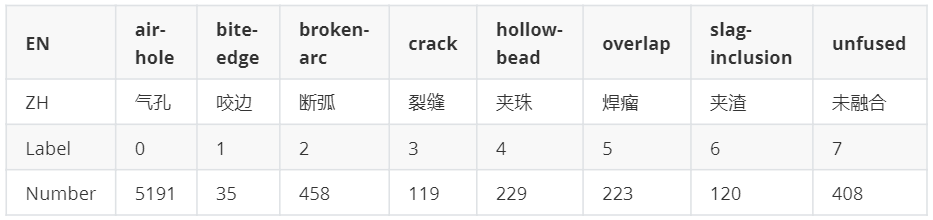 EN air-hole bite-edge broken-arc crack hollow-bead overlap slag-inclusion unfused
ZH 气孔 咬边 断弧 裂缝 夹珠 焊瘤 夹渣 未融合
Label 0 1 2 3 4 5 6 7
Number 5191 35 458 119 229 223 120 408